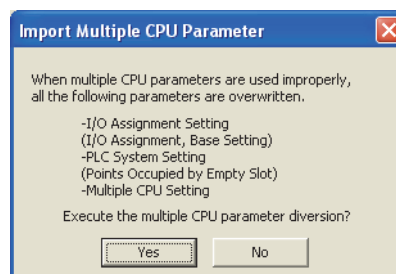 Import Multiple CPU Parameter
When multiple CPU parameters are used improperly,
all the following parameters are overwritten.
-I/O Assignment Setting
(I/O Assignment, Base Setting)
-PLC System Setting
(Points Occupied by Empty Slot)
-Multiple CPU Setting
Execute the multiple CPU parameter diversion?
Yes No